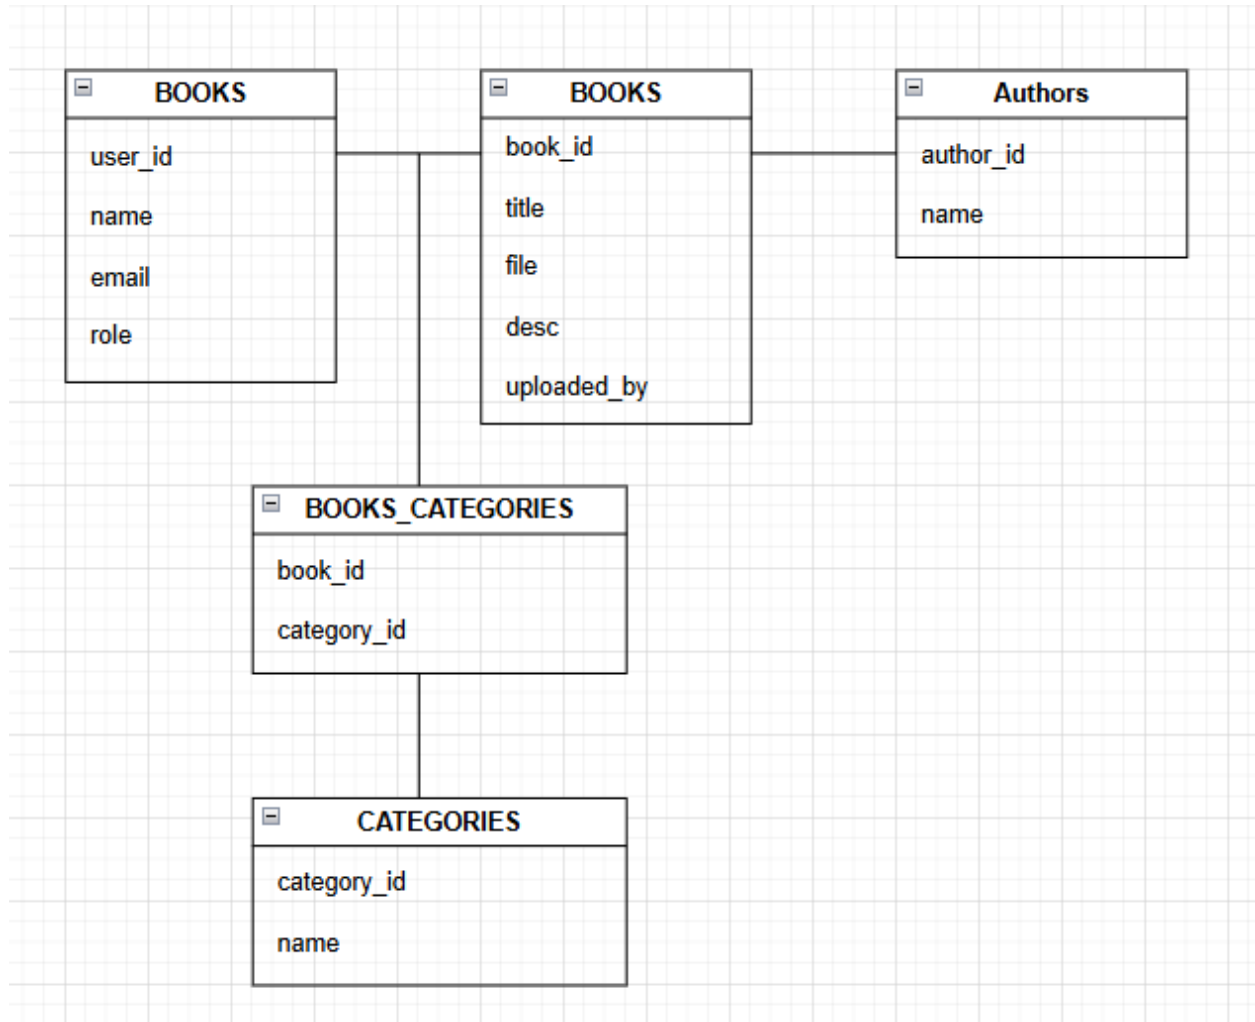 BOOKS
user_id
name
email
role
BOOKS
book_id
title
file
desc
uploaded_by
Authors
author_id
name
BOOKS_CATEGORIES
book_id
category_id
CATEGORIES
category_id
name